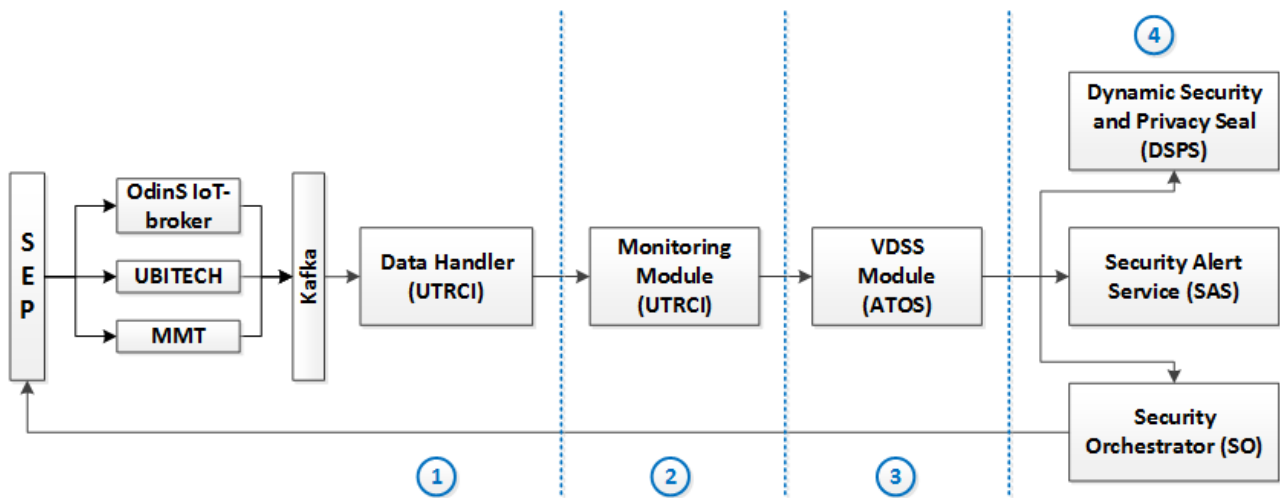 4
Dynamic Security
and Privacy Seal
(DSPS)
S
E
P
OdinS IoT-
broker
UBITECH
MMT
Kafka
Data Handler
(UTRCI)
Monitoring
Module
(UTRCI)
VDSS
Module
(ATOS)
Security Alert
Service (SAS)
Security
Orchestrator (SO)
1
2
3